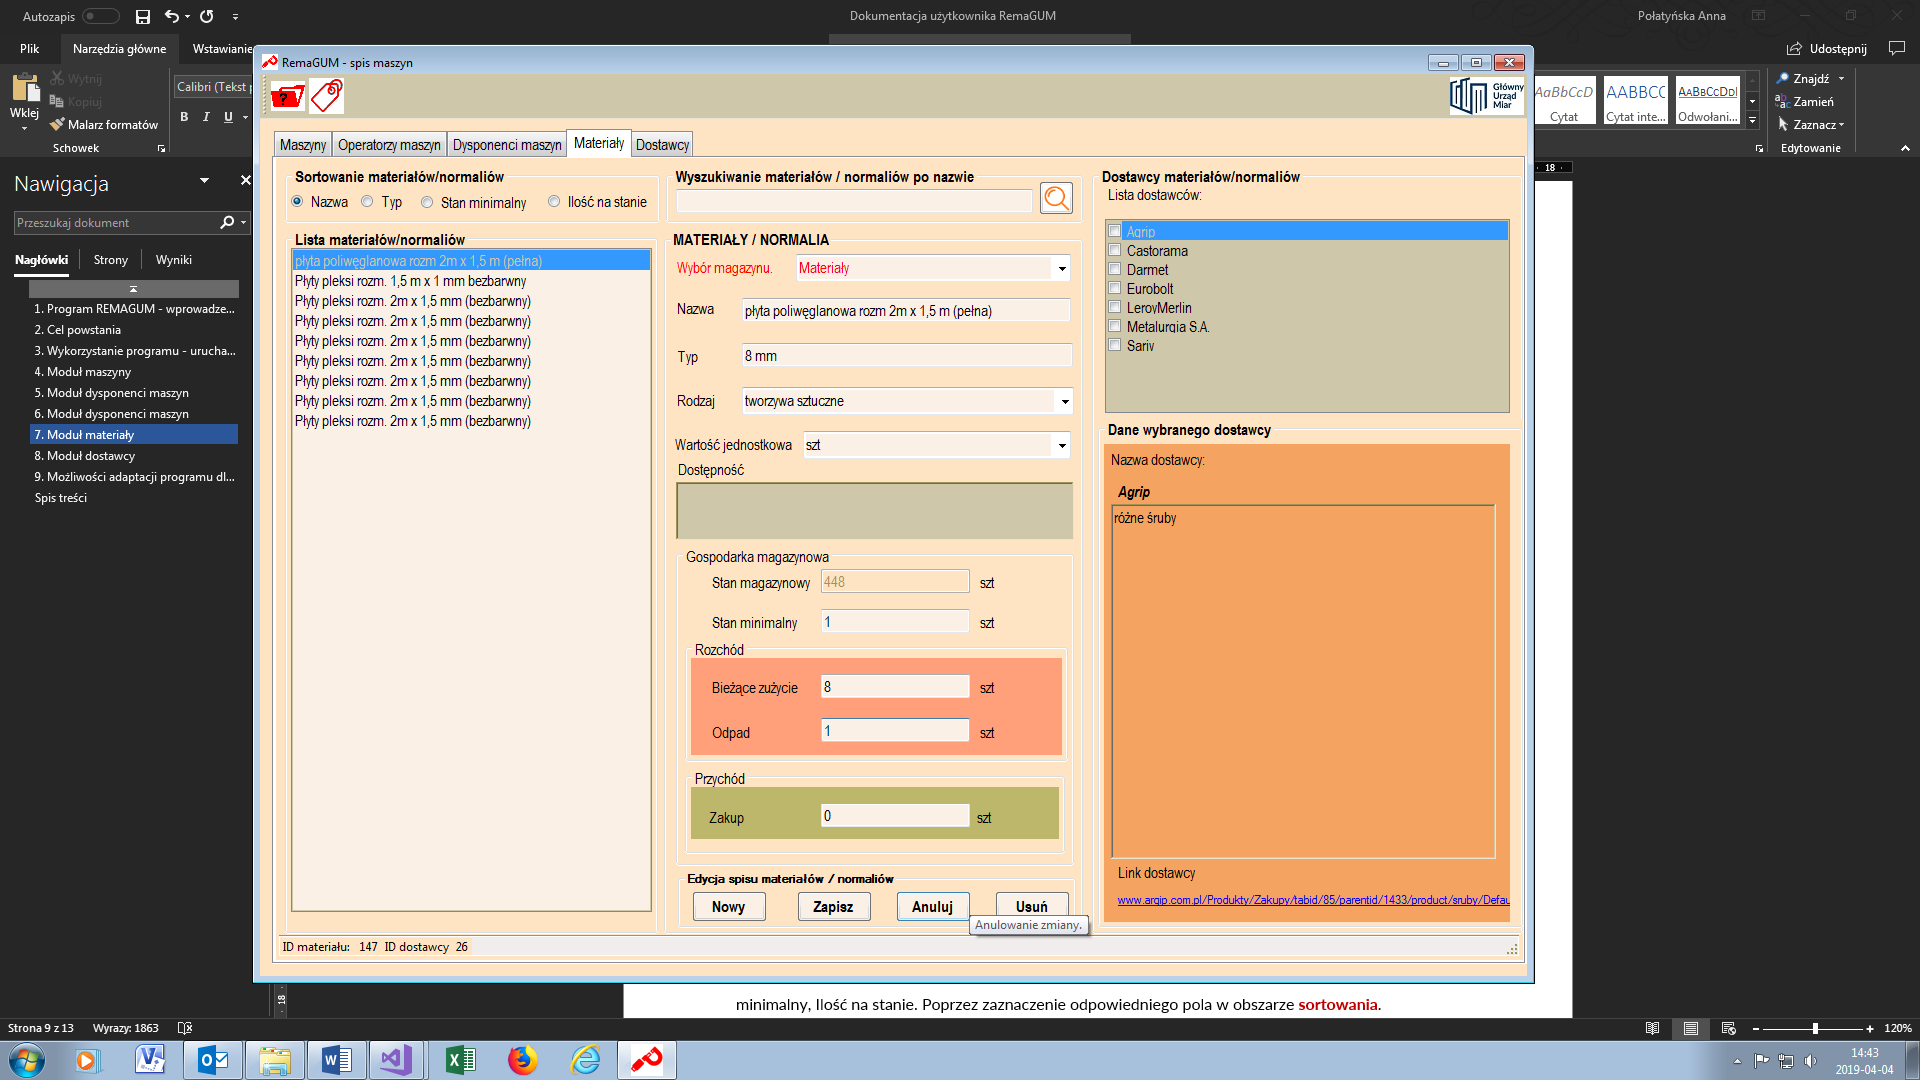 Autozapis
Dokumentacja użytkownika RemaGUM
Połatyńska Anna
Plik
Narzędzia główne
Wstawianie
Udostępnij
Wklej
Wytnij
Kopiuj
Malarz formatów
Schowek
Calibri (Tekst
B I U
RemaGUM - spis maszyn
Główny
Urząd
Miar
AaBbCcD
Cytat
AABBCC
Cytat inte...
AaBbCcDdI
Odwołani...
Znajdź
Zamień
Zaznacz
Edytowanie
Nawigacja
Przeszukaj dokument
Nagłówki
Strony
Wyniki
1. Program REMAGUM - wprowadze...
2. Cel powstania
3. Wykorzystanie programu - urucha...
4. Moduł maszyny
5. Moduł dysponenci maszyn
6. Moduł dysponenci maszyn
7. Moduł materiały
8. Moduł dostawcy
9. Możliwości adaptacji programu dl...
Spis treści
Maszyny
Operatorzy maszyn
Dysponenci maszyn
Materiały
Dostawcy
Sortowanie materiałów/normaliów
Nazwa
Typ
Stan minimalny
Ilość na stanie
Lista materiałów/normaliów
płyta poliwęglanowa rozm 2m x 1,5 m (pełna)
Płyty pleksi rozm. 1,5 m x 1 mm bezbarwny
Płyty pleksi rozm. 2m x 1,5 mm (bezbarwny)
Płyty pleksi rozm. 2m x 1,5 mm (bezbarwny)
Płyty pleksi rozm. 2m x 1,5 mm (bezbarwny)
Płyty pleksi rozm. 2m x 1,5 mm (bezbarwny)
Płyty pleksi rozm. 2m x 1,5 mm (bezbarwny)
Płyty pleksi rozm. 2m x 1,5 mm (bezbarwny)
Płyty pleksi rozm. 2m x 1,5 mm (bezbarwny)
Wyszukiwanie materiałów / normaliów po nazwie
MATERIAŁY / NORMALIA
Wybór magazynu.
Materiały
Nazwa
płyta poliwęglanowa rozm 2m x 1,5 m (pełna)
Typ
8 mm
Rodzaj
tworzywa sztuczne
Wartość jednostkowa
szt
Dostępność
Gospodarka magazynowa
Stan magazynowy
448
szt
Stan minimalny
1
szt
Rozchód
Bieżące zużycie
8
szt
Odpad
1
szt
Przychód
Zakup
0
szt
Edycja spisu materiałów / normaliów
Nowy
Zapisz
Anuluj
Usuń
Anulowanie zmiany.
Dostawcy materiałów/normaliów
Lista dostawców:
Agrip
Castorama
Darmet
Eurobolt
LeroyMerlin
Metalurgia S.A.
Sariv
Dane wybranego dostawcy
Nazwa dostawcy:
Agrip
różne śruby
Link dostawcy
www.argip.com.pl/Produkty/Zakupy/tabid/85/parentid/1433/product/sruby/Defau
ID materiału: 147 ID dostawcy 26
18
18
minimalny, Ilość na stanie. Poprzez zaznaczenie odpowiedniego pola w obszarze sortowania.
Strona 9 z 13
Wyrazy: 1863
120%
14:43
2019-04-04